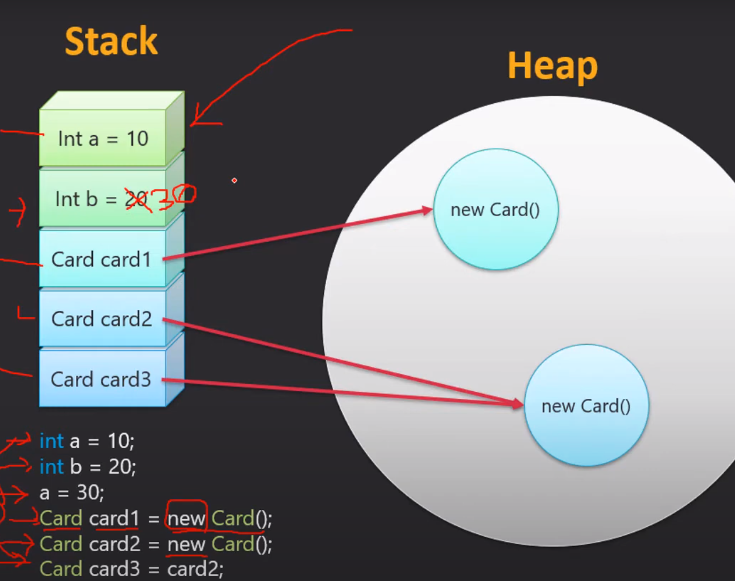 Stack
Heap
Int a = 10
Int b = 20 30
Card card1
Card card2
Card card3
new Card()
new Card()
int a = 10;
int b = 20;
a = 30;
Card card1 = new Card();
Card card2 = new Card();
Card card3 = card2;